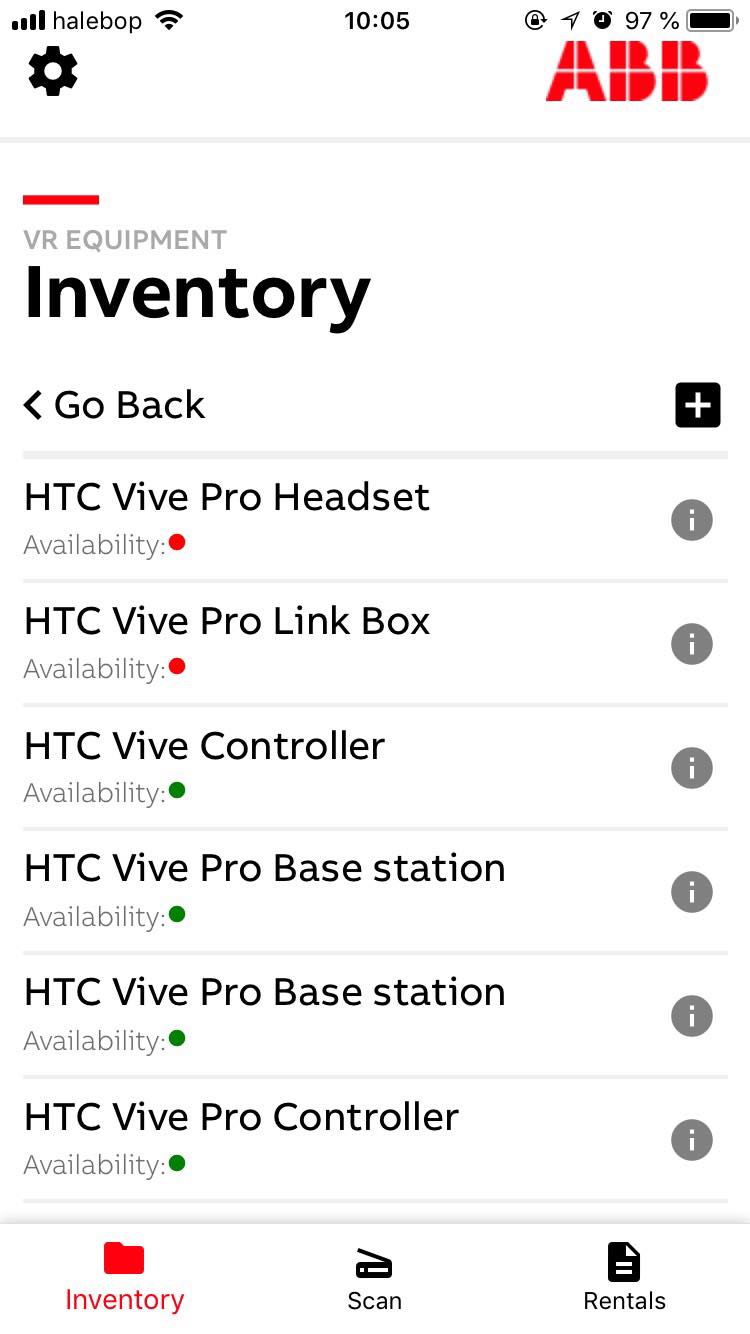 halebop 10:05 97 %
ABB
VR EQUIPMENT
Inventory
Go Back
HTC Vive Pro Headset
Availability:
HTC Vive Pro Link Box
Availability:
HTC Vive Controller
Availability:
HTC Vive Pro Base station
Availability:
HTC Vive Pro Base station
Availability:
HTC Vive Pro Controller
Availability:
Inventory Scan Rentals